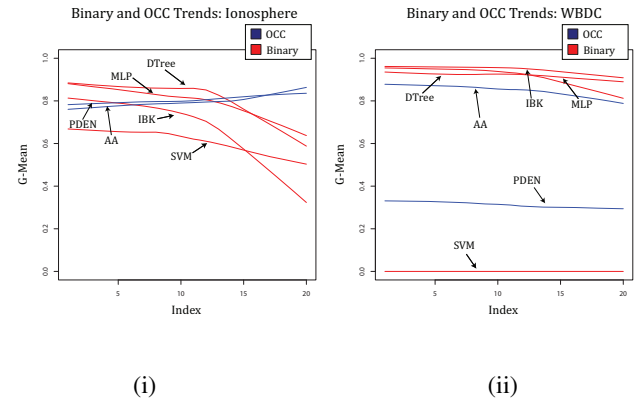 Binary and OCC Trends: Ionosphere
OCC
Binary
DTree
MLP
PDEN
AA
IBK
SVM
G-Mean
0.0
0.2
0.4
0.6
0.8
1.0
5
10
15
20
Index
(i)
Binary and OCC Trends: WBDC
OCC
Binary
DTree
AA
IBK
MLP
PDEN
SVM
G-Mean
0.0
0.2
0.4
0.6
0.8
1.0
5
10
15
20
Index
(ii)